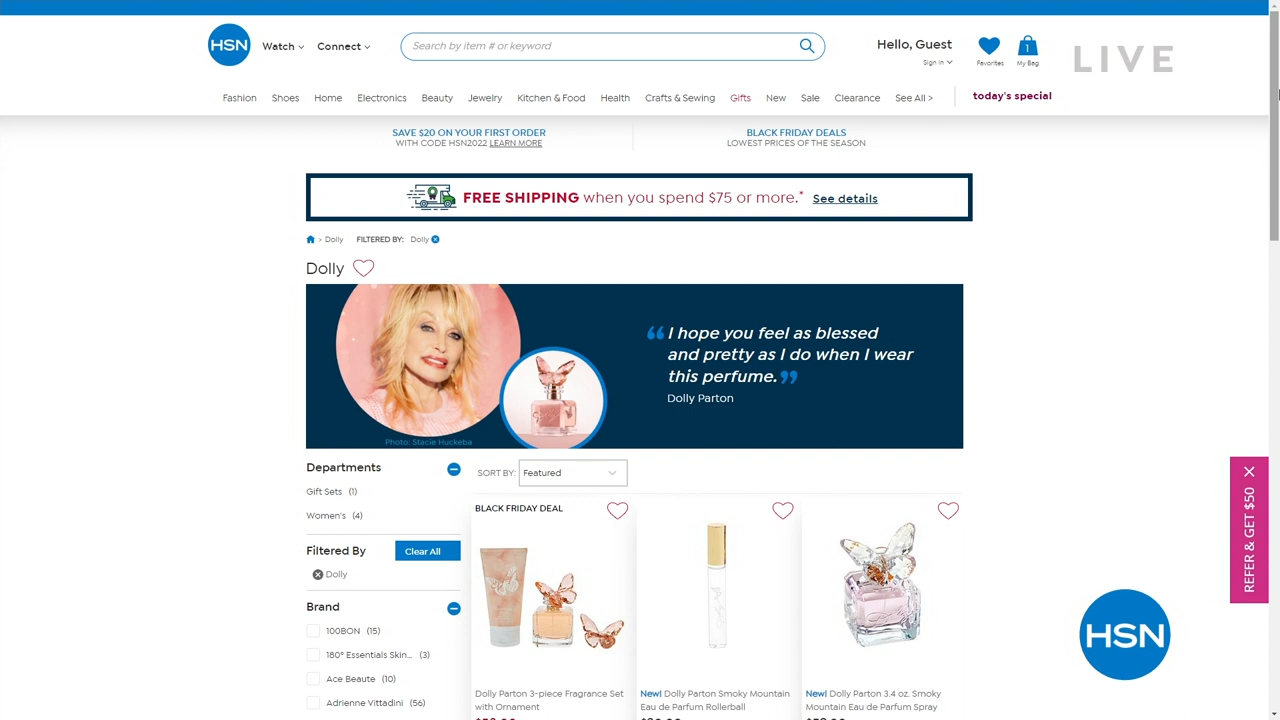 HSN
Watch
Connect
Search by item # or keyword
Hello, Guest
Sign In
Favorites
1
My Bag
LIVE
Fashion
Shoes
Home
Electronics
Beauty
Jewelry
Kitchen & Food
Health
Crafts & Sewing
Gifts
New
Sale
Clearance
See All >
today's special
SAVE $20 ON YOUR FIRST ORDER
WITH CODE HSN2022 LEARN MORE
BLACK FRIDAY DEALS
LOWEST PRICES OF THE SEASON
FREE SHIPPING when you spend $75 or more.* See details
> Dolly FILTERED BY: Dolly
Dolly
“ I hope you feel as blessed
and pretty as I do when I wear
this perfume. ”
Dolly Parton
Photo: Stacie Huckeba
Departments
Gift Sets (1)
Women's (4)
Filtered By
Clear All
Dolly
Brand
100BON (15)
180º Essentials Skin... (3)
Ace Beaute (10)
Adrienne Vittadini (56)
SORT BY: Featured
BLACK FRIDAY DEAL
Dolly Parton 3-piece Fragrance Set
with Ornament
New! Dolly Parton Smoky Mountain
Eau de Parfum Rollerball
New! Dolly Parton 3.4 oz. Smoky
Mountain Eau de Parfum Spray
REFER & GET $50
HSN